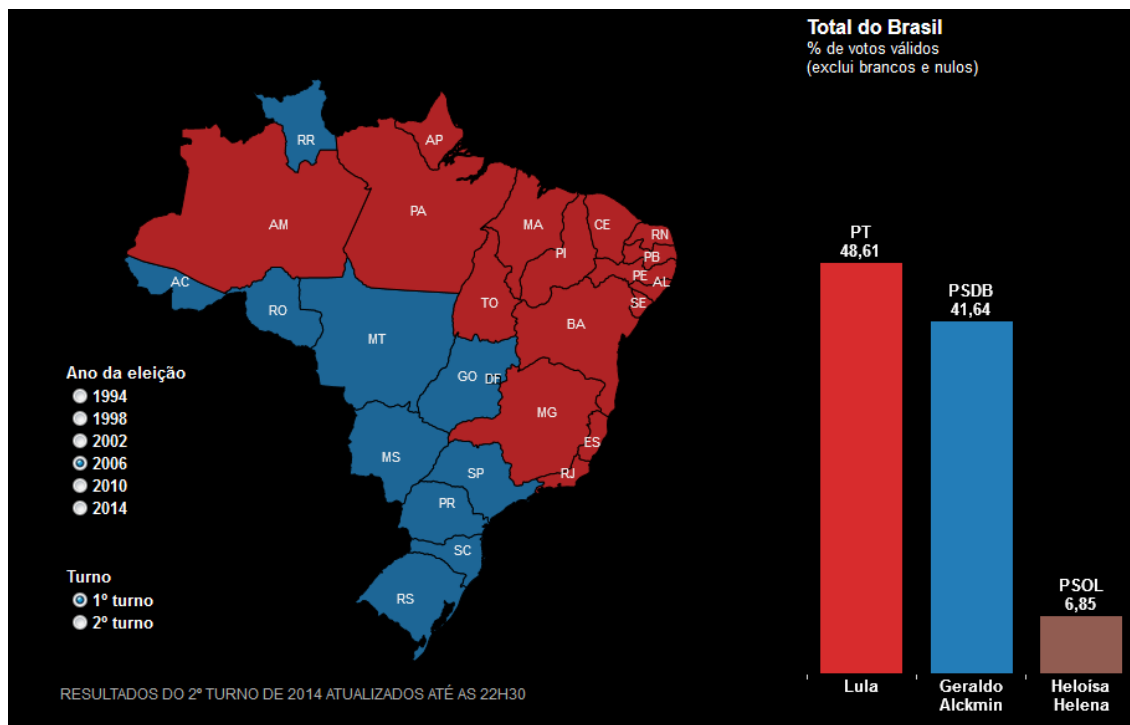 Total do Brasil
% de votos válidos
(exclui brancos e nulos)
RR
AP
AM
PA
MA
CE
RN
PI
PB
PE
AL
SE
AC
RO
TO
BA
MT
GO
DF
MG
ES
MS
SP
RJ
PR
SC
RS
Ano da eleição
1994
1998
2002
2006
2010
2014
Turno
1º turno
2º turno
PT
48,61
PSDB
41,64
PSOL
6,85
Lula
Geraldo
Alckmin
Heloísa
Helena
RESULTADOS DO 2º TURNO DE 2014 ATUALIZADOS ATÉ AS 22H30